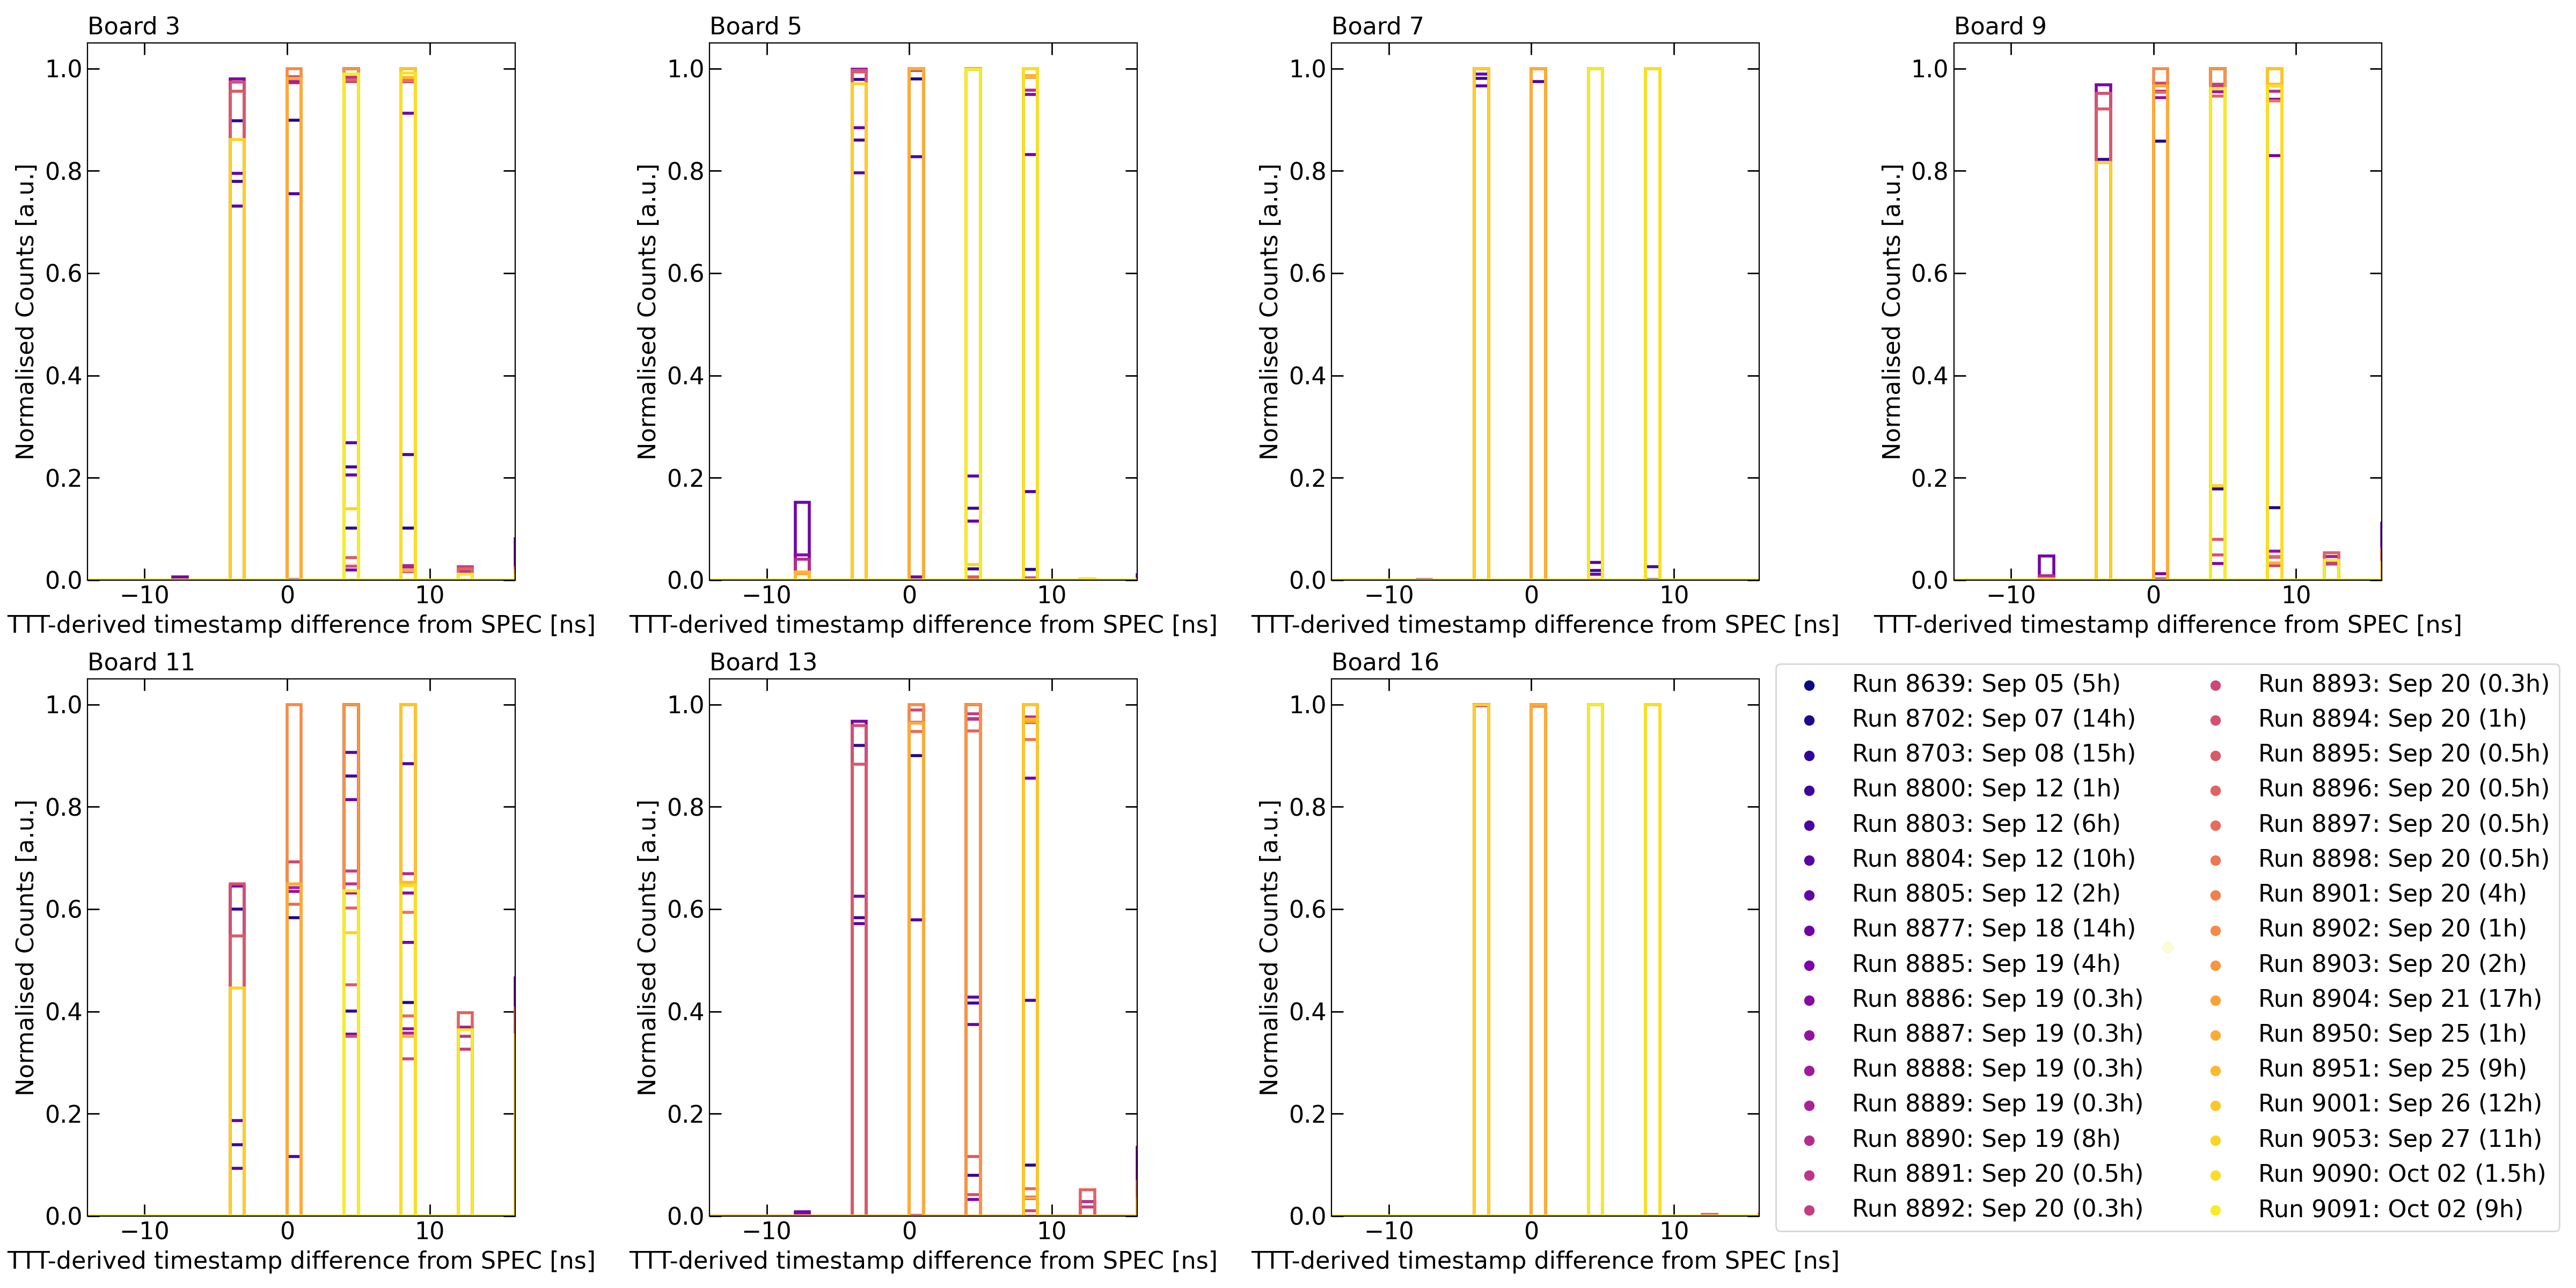 Board 3
1.0
0.8
0.6
0.4
0.2
0.0
Normalised Counts [a.u.]
−10 0 10
TTT-derived timestamp difference from SPEC [ns]
Board 5
1.0
0.8
0.6
0.4
0.2
0.0
Normalised Counts [a.u.]
−10 0 10
TTT-derived timestamp difference from SPEC [ns]
Board 7
1.0
0.8
0.6
0.4
0.2
0.0
Normalised Counts [a.u.]
−10 0 10
TTT-derived timestamp difference from SPEC [ns]
Board 9
1.0
0.8
0.6
0.4
0.2
0.0
Normalised Counts [a.u.]
−10 0 10
TTT-derived timestamp difference from SPEC [ns]
Board 11
1.0
0.8
0.6
0.4
0.2
0.0
Normalised Counts [a.u.]
−10 0 10
TTT-derived timestamp difference from SPEC [ns]
Board 13
1.0
0.8
0.6
0.4
0.2
0.0
Normalised Counts [a.u.]
−10 0 10
TTT-derived timestamp difference from SPEC [ns]
Board 16
1.0
0.8
0.6
0.4
0.2
0.0
Normalised Counts [a.u.]
−10 0 10
TTT-derived timestamp difference from SPEC [ns]
Run 8639: Sep 05 (5h)
Run 8702: Sep 07 (14h)
Run 8703: Sep 08 (15h)
Run 8800: Sep 12 (1h)
Run 8803: Sep 12 (6h)
Run 8804: Sep 12 (10h)
Run 8805: Sep 12 (2h)
Run 8877: Sep 18 (14h)
Run 8885: Sep 19 (4h)
Run 8886: Sep 19 (0.3h)
Run 8887: Sep 19 (0.3h)
Run 8888: Sep 19 (0.3h)
Run 8889: Sep 19 (0.3h)
Run 8890: Sep 19 (8h)
Run 8891: Sep 20 (0.5h)
Run 8892: Sep 20 (0.3h)
Run 8893: Sep 20 (0.3h)
Run 8894: Sep 20 (1h)
Run 8895: Sep 20 (0.5h)
Run 8896: Sep 20 (0.5h)
Run 8897: Sep 20 (0.5h)
Run 8898: Sep 20 (0.5h)
Run 8901: Sep 20 (4h)
Run 8902: Sep 20 (1h)
Run 8903: Sep 20 (2h)
Run 8904: Sep 21 (17h)
Run 8950: Sep 25 (1h)
Run 8951: Sep 25 (9h)
Run 9001: Sep 26 (12h)
Run 9053: Sep 27 (11h)
Run 9090: Oct 02 (1.5h)
Run 9091: Oct 02 (9h)